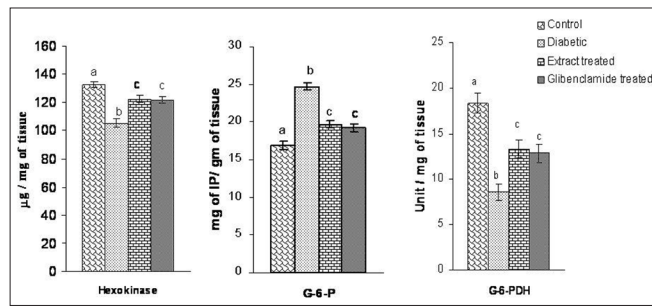 Control
Diabetic
Extract treated
Glibenclamide treated
µg / mg of tissue
160
140
120
100
80
60
40
20
0
a
b
c
c
Hexokinase
mg of IP/ gm of tissue
30
25
20
15
10
5
0
a
b
c
c
G-6-P
Unit / mg of tissue
25
20
15
10
5
0
a
b
c
c
G-6-PDH